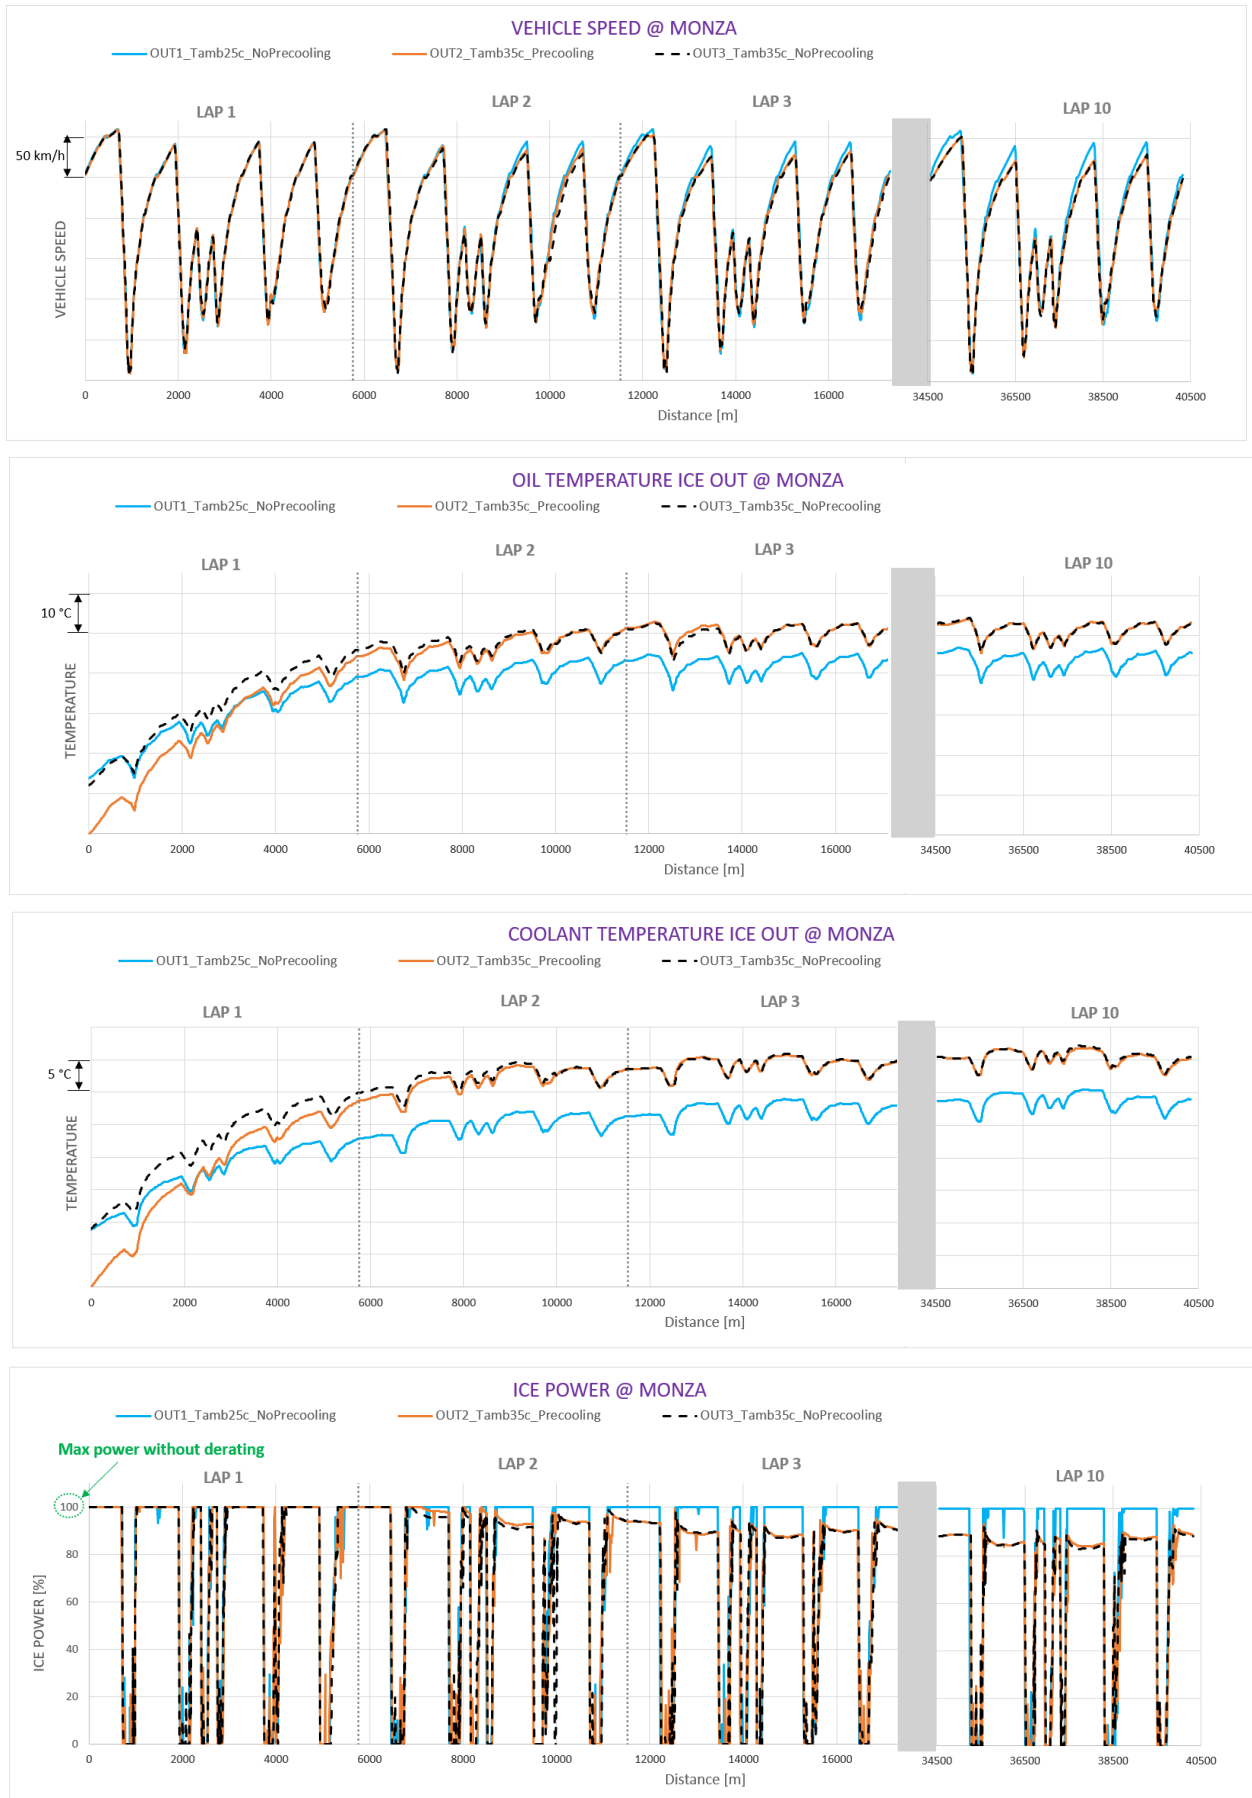 VEHICLE SPEED @ MONZA
OUT1_Tamb25c_NoPrecooling OUT2_Tamb35c_Precooling OUT3_Tamb35c_NoPrecooling
LAP 1 LAP 2 LAP 3 LAP 10
50 km/h
VEHICLE SPEED
0 2000 4000 6000 8000 10000 12000 14000 16000 34500 36500 38500 40500
Distance [m]
OIL TEMPERATURE ICE OUT @ MONZA
OUT1_Tamb25c_NoPrecooling OUT2_Tamb35c_Precooling OUT3_Tamb35c_NoPrecooling
LAP 1 LAP 2 LAP 3 LAP 10
10 °C
TEMPERATURE
0 2000 4000 6000 8000 10000 12000 14000 16000 34500 36500 38500 40500
Distance [m]
COOLANT TEMPERATURE ICE OUT @ MONZA
OUT1_Tamb25c_NoPrecooling OUT2_Tamb35c_Precooling OUT3_Tamb35c_NoPrecooling
LAP 1 LAP 2 LAP 3 LAP 10
5 °C
TEMPERATURE
0 2000 4000 6000 8000 10000 12000 14000 16000 34500 36500 38500 40500
Distance [m]
ICE POWER @ MONZA
OUT1_Tamb25c_NoPrecooling OUT2_Tamb35c_Precooling OUT3_Tamb35c_NoPrecooling
Max power without derating
LAP 1 LAP 2 LAP 3 LAP 10
100
80
60
40
20
0
ICE POWER [%]
0 2000 4000 6000 8000 10000 12000 14000 16000 34500 36500 38500 40500
Distance [m]